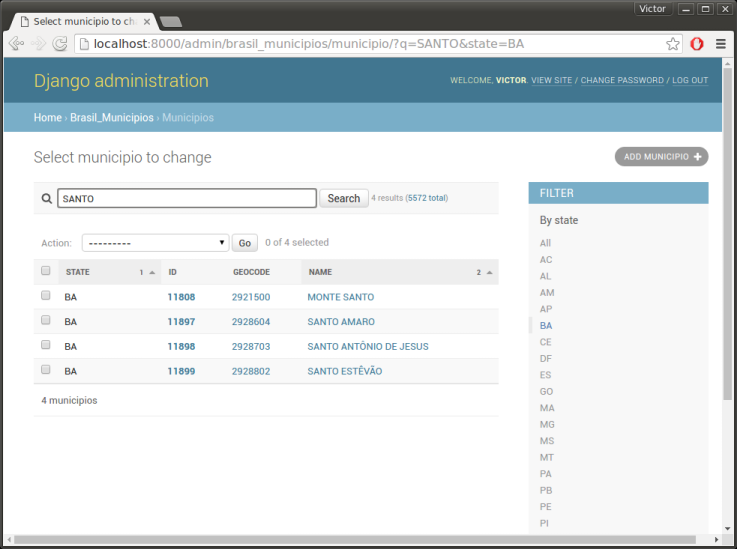 Victor
Select municipio to ch
localhost:8000/admin/brasil_municipios/municipio/?q=SANTO&state=BA
Django administration
WELCOME, VICTOR. VIEW SITE / CHANGE PASSWORD / LOG OUT
Home › Brasil_Municipios › Municipios
Select municipio to change
ADD MUNICIPIO +
SANTO Search 4 results (5572 total)
Action: --------- Go 0 of 4 selected
STATE 1 ID GEOCODE NAME 2
BA 11808 2921500 MONTE SANTO
BA 11897 2928604 SANTO AMARO
BA 11898 2928703 SANTO ANTÔNIO DE JESUS
BA 11899 2928802 SANTO ESTÊVÃO
4 municipios
FILTER
By state
All
AC
AL
AM
AP
BA
CE
DF
ES
GO
MA
MG
MS
MT
PA
PB
PE
PI